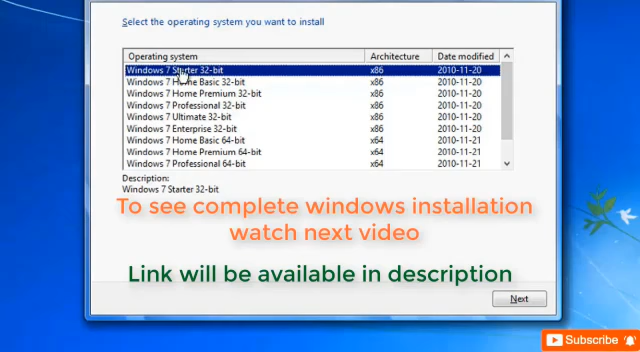 Select the operating system you want to install
Operating system Architecture Date modified
Windows 7 Starter 32-bit x86 2010-11-20
Windows 7 Home Basic 32-bit x86 2010-11-20
Windows 7 Home Premium 32-bit x86 2010-11-20
Windows 7 Professional 32-bit x86 2010-11-20
Windows 7 Ultimate 32-bit x86 2010-11-20
Windows 7 Enterprise 32-bit x86 2010-11-20
Windows 7 Home Basic 64-bit x64 2010-11-21
Windows 7 Home Premium 64-bit x64 2010-11-21
Windows 7 Professional 64-bit x64 2010-11-21
Description:
Windows 7 Starter 32-bit
To see complete windows installation
watch next video
Link will be available in description
Next
Subscribe